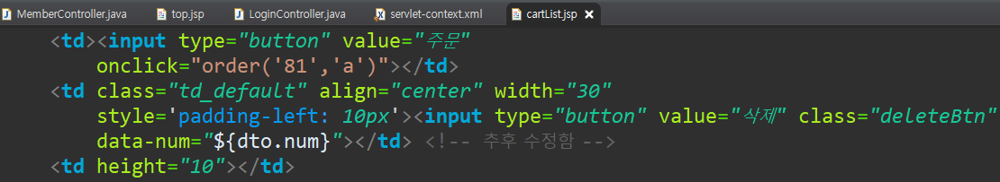 MemberController.java top.jsp LoginController.java servlet-context.xml cartList.jsp
<td><input type="button" value="주문"
onclick="order('81','a')"></td>
<td class="td_default" align="center" width="30"
style='padding-left: 10px'><input type="button" value="삭제" class="deleteBtn"
data-num="${dto.num}"></td> <!-- 추후 수정함 -->
<td height="10"></td>